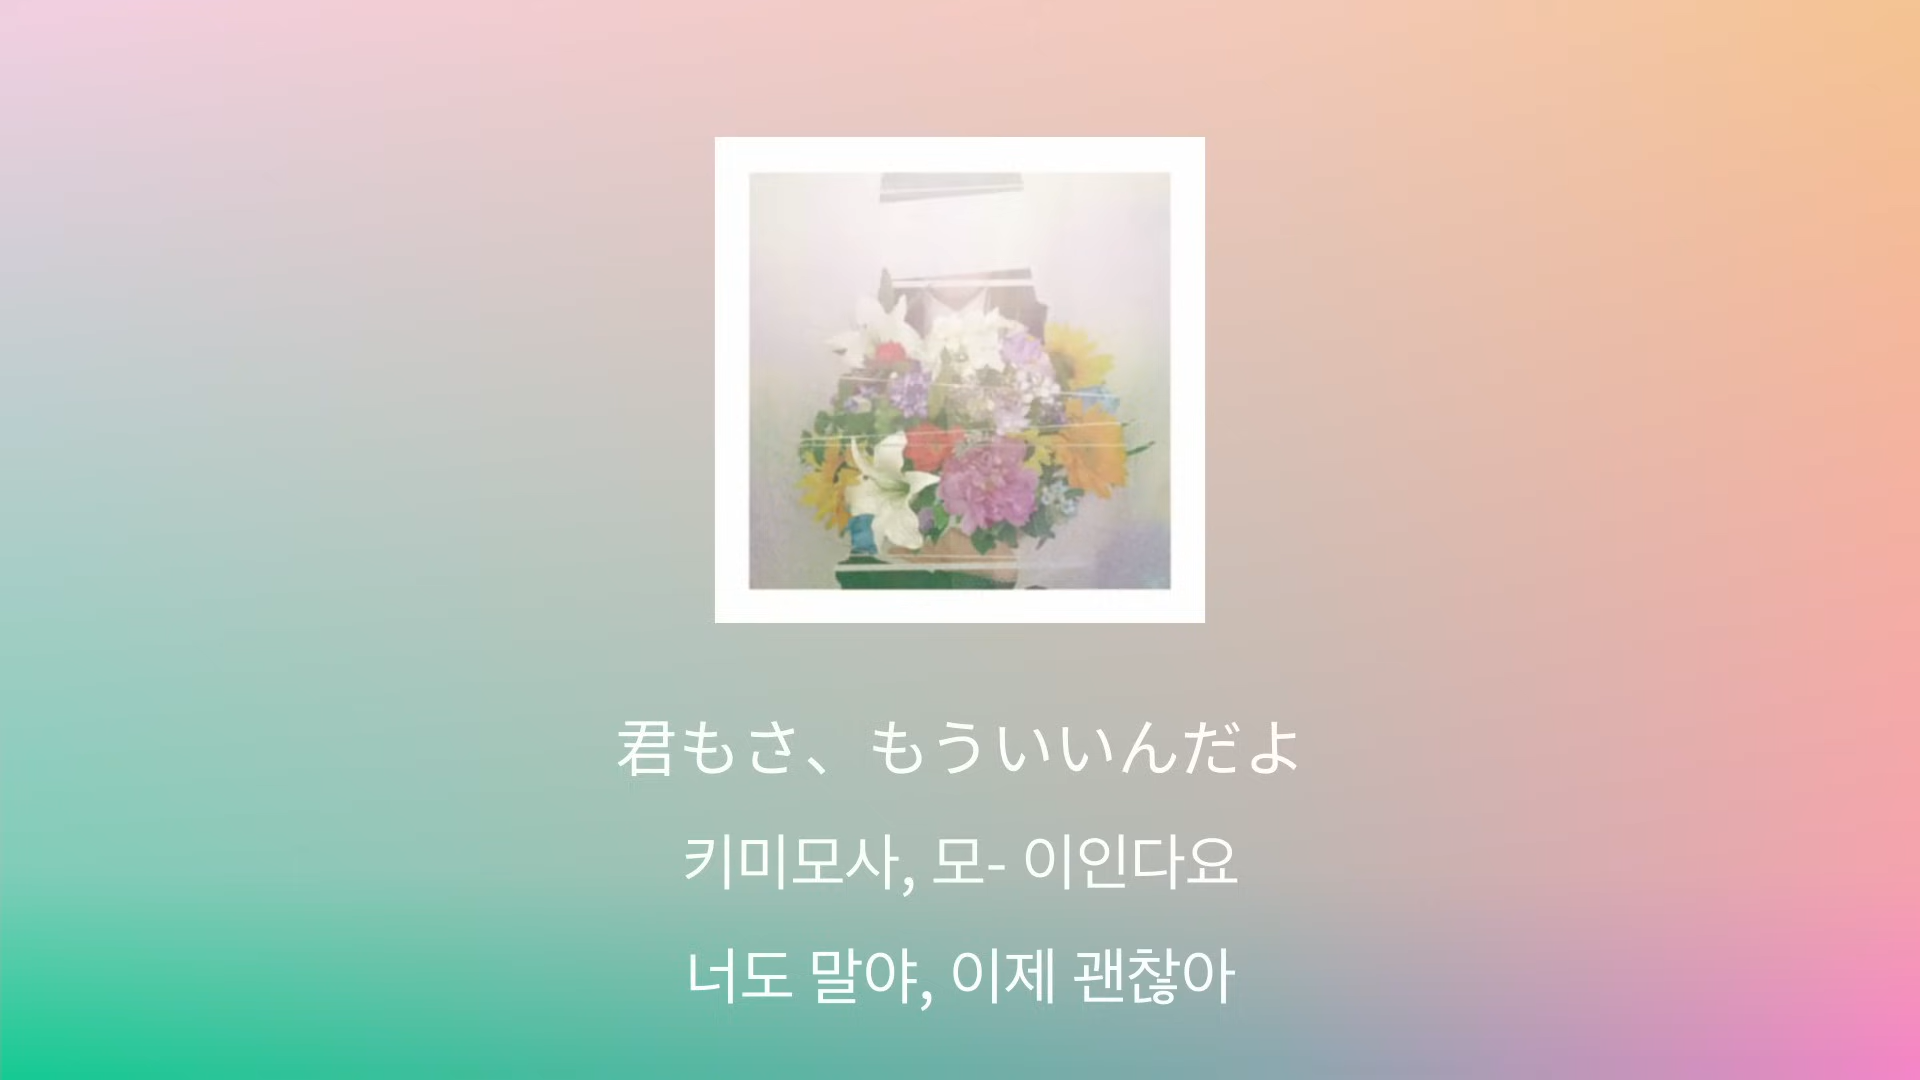 君もさ、もういいんだよ
키미모사, 모- 이인다요
너도 말야, 이제 괜찮아